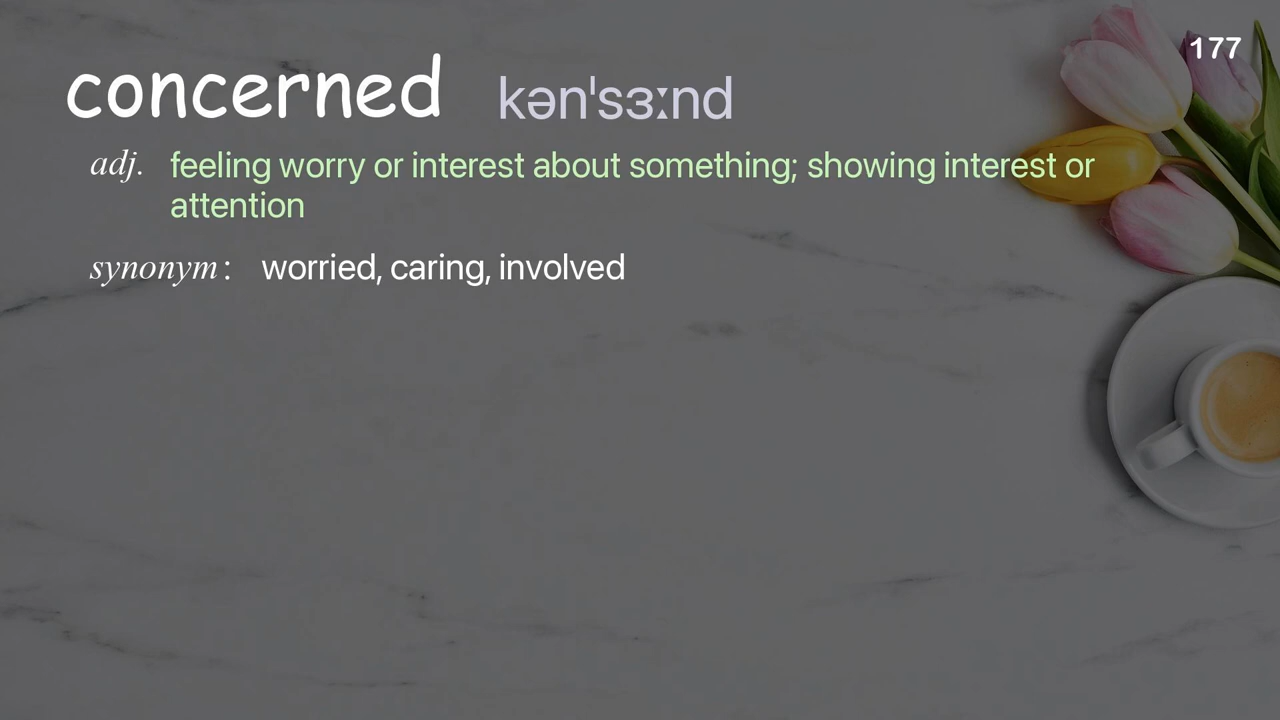 177
concerned kən'sɜːnd
adj. feeling worry or interest about something; showing interest or
attention
synonym: worried, caring, involved